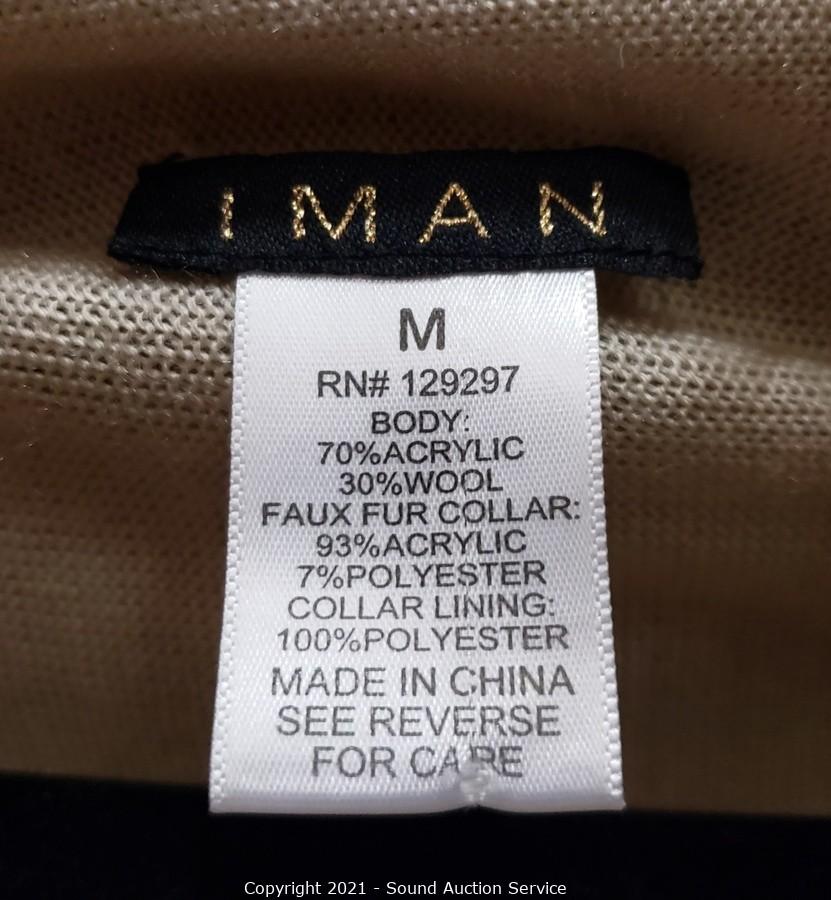 IMAN
M
RN# 129297
BODY:
70%ACRYLIC
30%WOOL
FAUX FUR COLLAR:
93%ACRYLIC
7%POLYESTER
COLLAR LINING:
100%POLYESTER
MADE IN CHINA
SEE REVERSE
FOR CARE
Copyright 2021 - Sound Auction Service